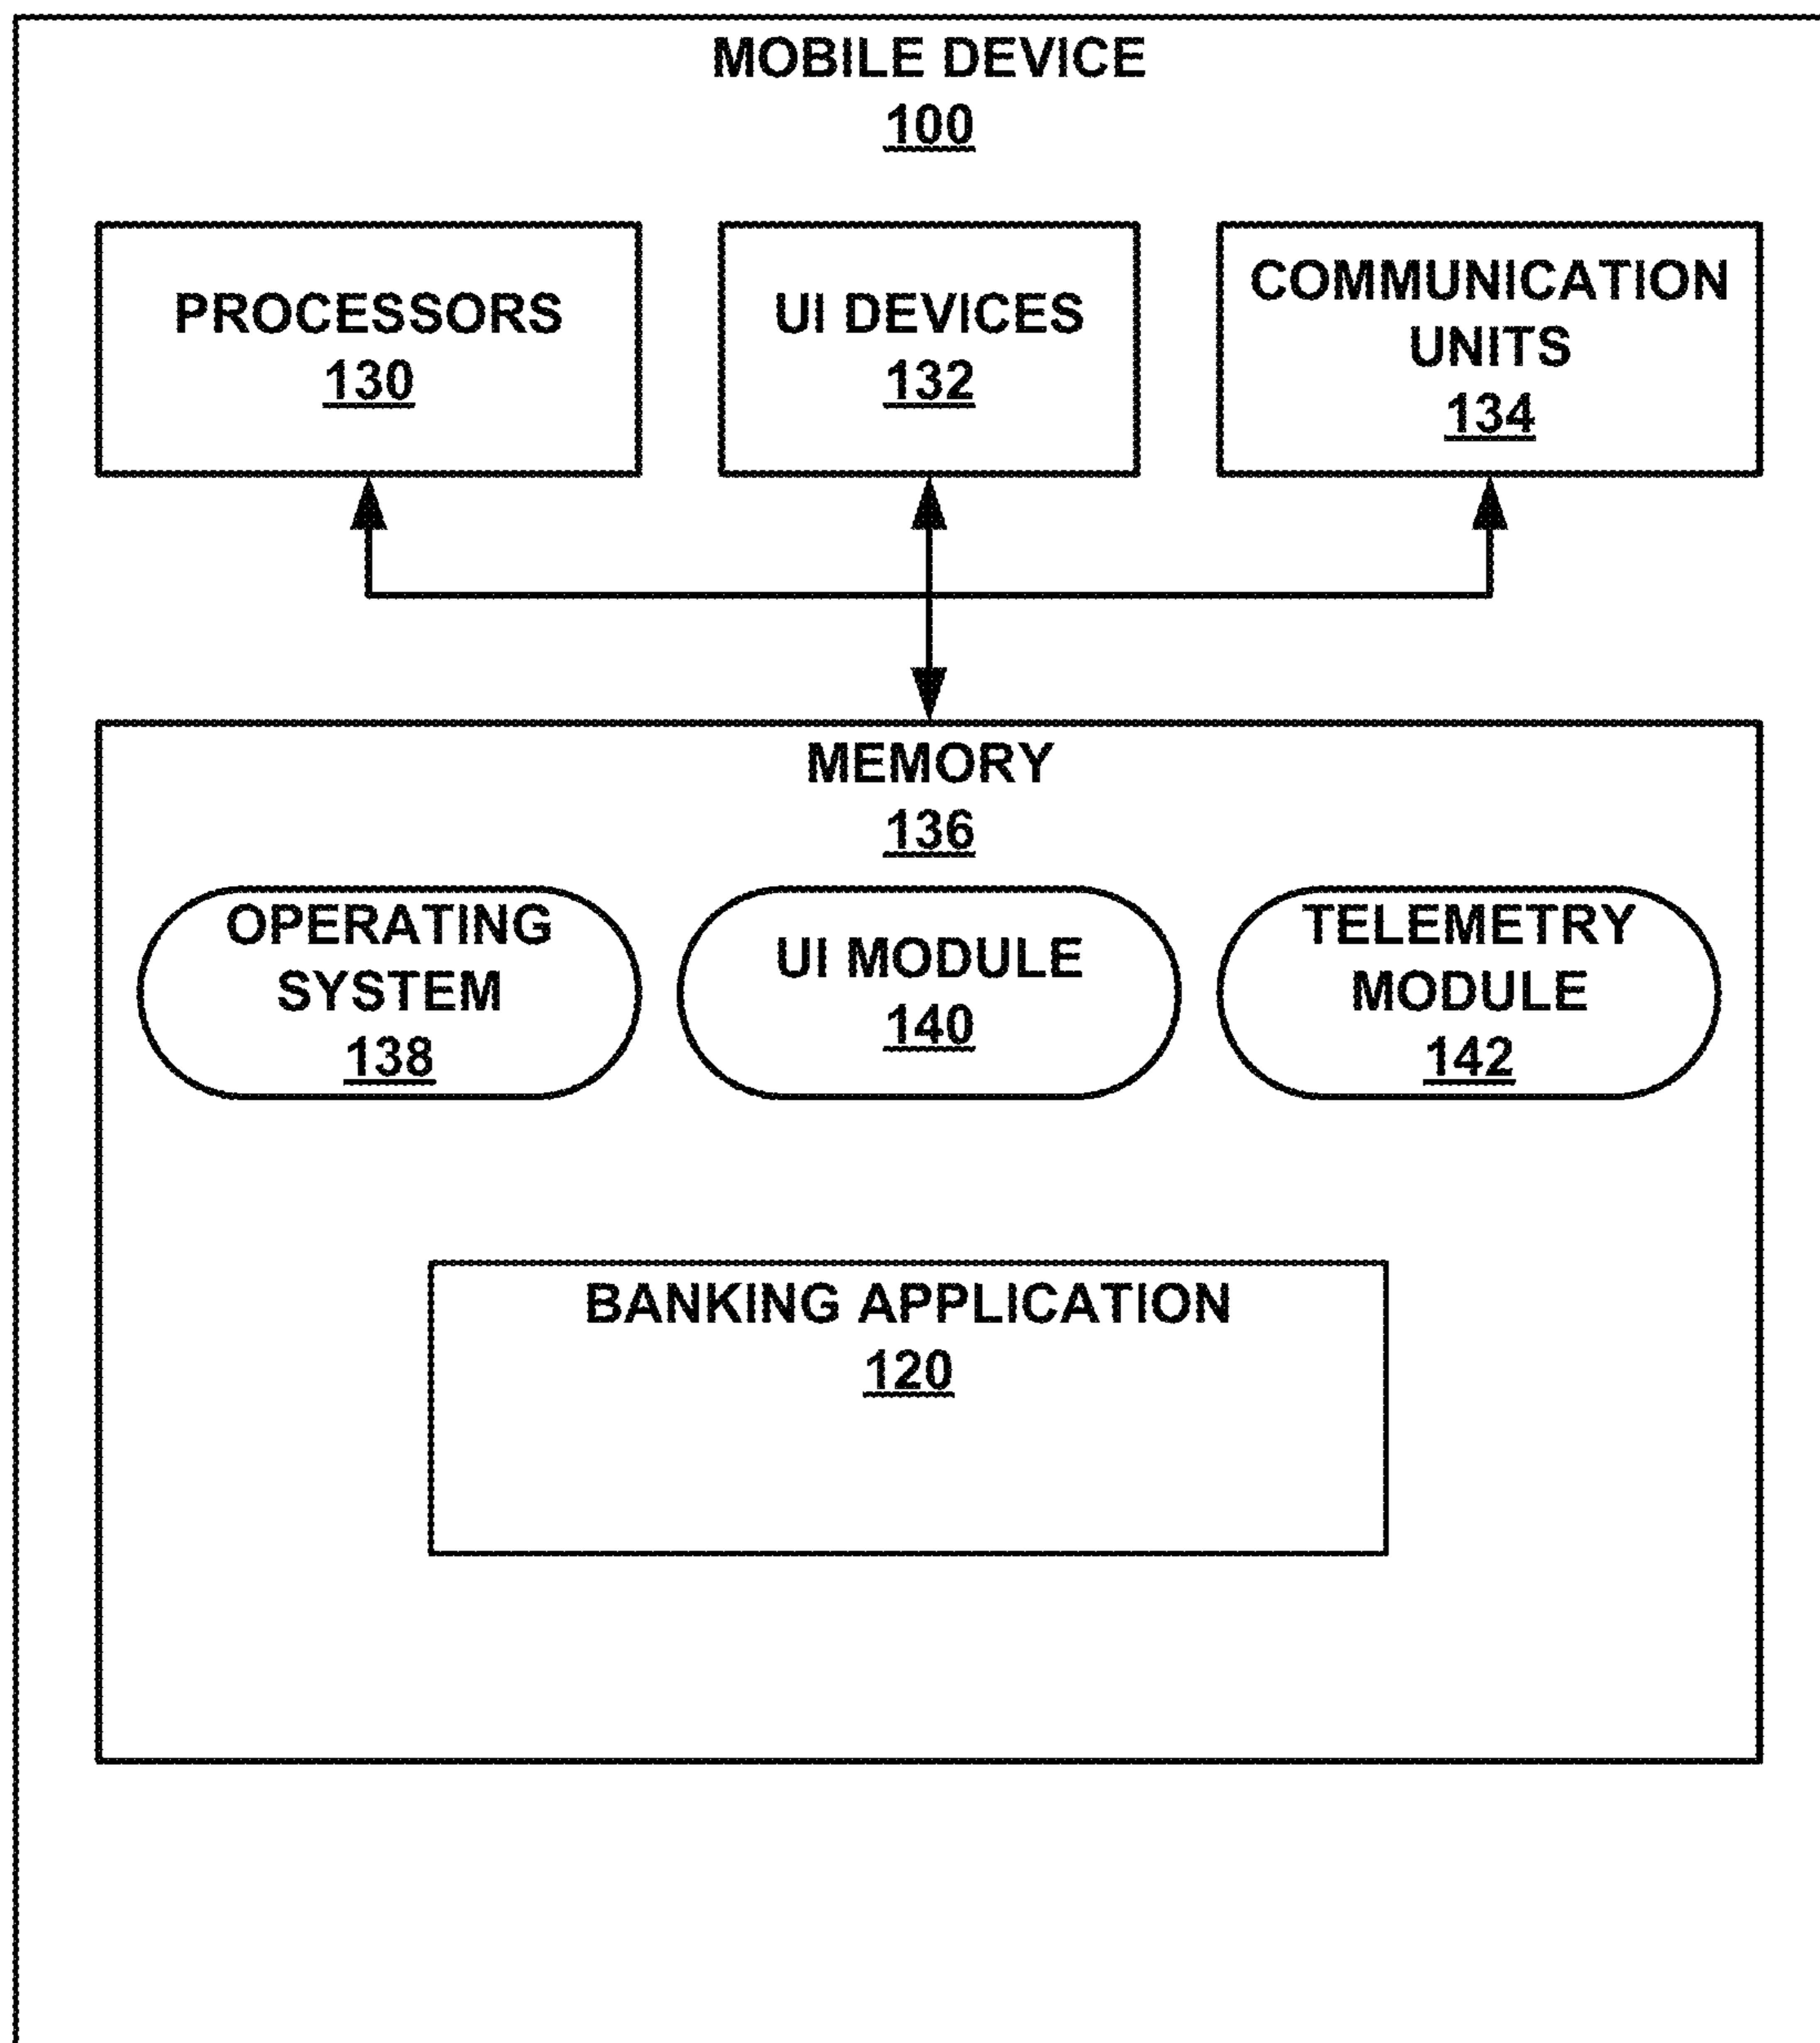 MOBILE DEVICE
100
PROCESSORS
130
UI DEVICES
132
COMMUNICATION
UNITS
134
MEMORY
136
OPERATING
SYSTEM
138
UI MODULE
140
TELEMETRY
MODULE
142
BANKING APPLICATION
120